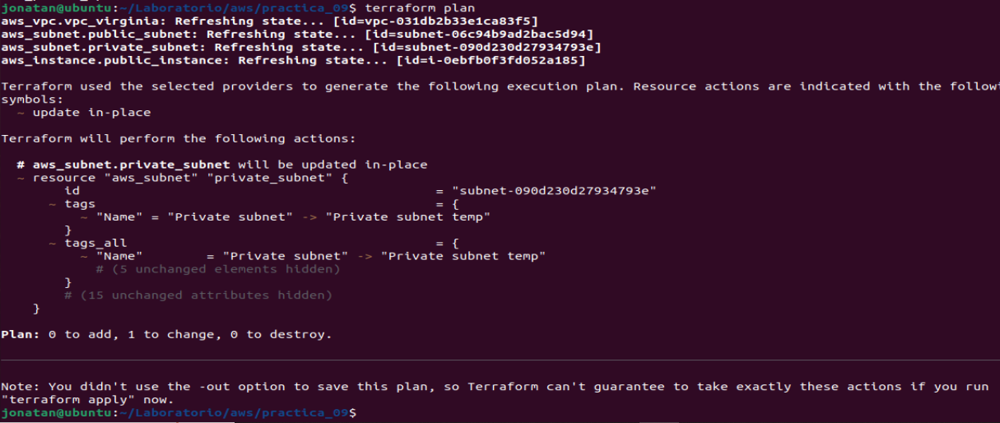 jonatan@ubuntu:~/Laboratorio/aws/practica_09$ terraform plan
aws_vpc.vpc_virginia: Refreshing state... [id=vpc-031db2b33e1ca83f5]
aws_subnet.public_subnet: Refreshing state... [id=subnet-06c94b9ad2bac5d94]
aws_subnet.private_subnet: Refreshing state... [id=subnet-090d230d27934793e]
aws_instance.public_instance: Refreshing state... [id=i-0ebfb0f3fd052a185]
Terraform used the selected providers to generate the following execution plan. Resource actions are indicated with the followi
symbols:
~ update in-place
Terraform will perform the following actions:
# aws_subnet.private_subnet will be updated in-place
~ resource "aws_subnet" "private_subnet" {
id = "subnet-090d230d27934793e"
~ tags = {
~ "Name" = "Private subnet" -> "Private subnet temp"
}
~ tags_all = {
~ "Name" = "Private subnet" -> "Private subnet temp"
# (5 unchanged elements hidden)
}
# (15 unchanged attributes hidden)
}
Plan: 0 to add, 1 to change, 0 to destroy.
Note: You didn't use the -out option to save this plan, so Terraform can't guarantee to take exactly these actions if you run
"terraform apply" now.
jonatan@ubuntu:~/Laboratorio/aws/practica_09$